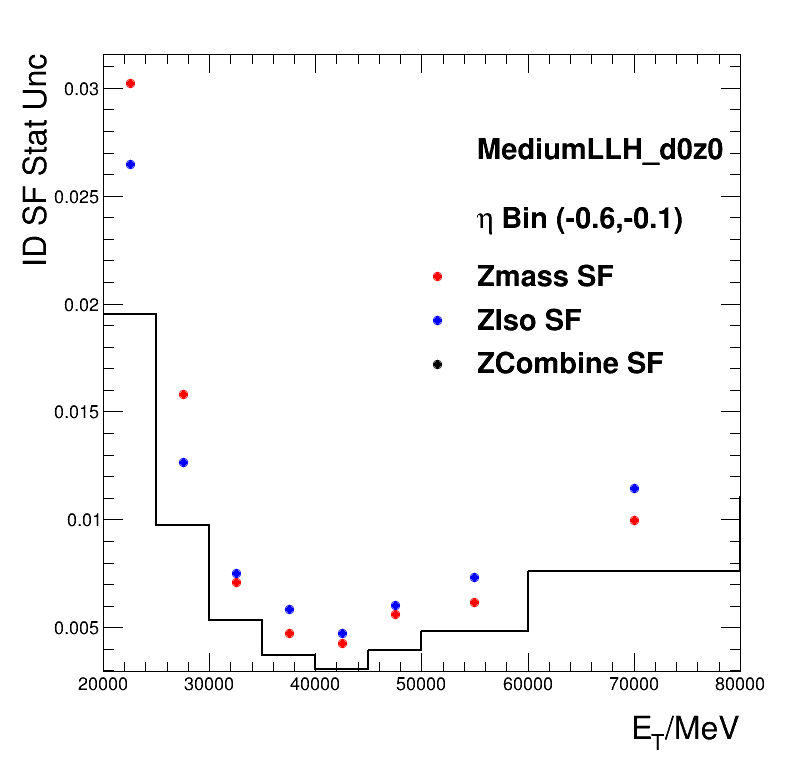 ID SF Stat Unc
0.03
0.025
0.02
0.015
0.01
0.005
MediumLLH_d0z0
η Bin (-0.6,-0.1)
Zmass SF
ZIso SF
ZCombine SF
20000 30000 40000 50000 60000 70000 80000
E_T/MeV